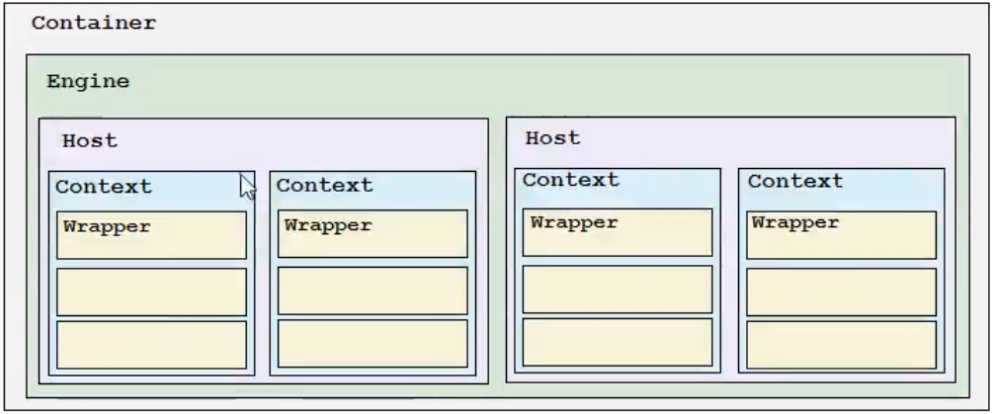 Container
Engine
Host
Host
Context
Context
Context
Context
Wrapper
Wrapper
Wrapper
Wrapper